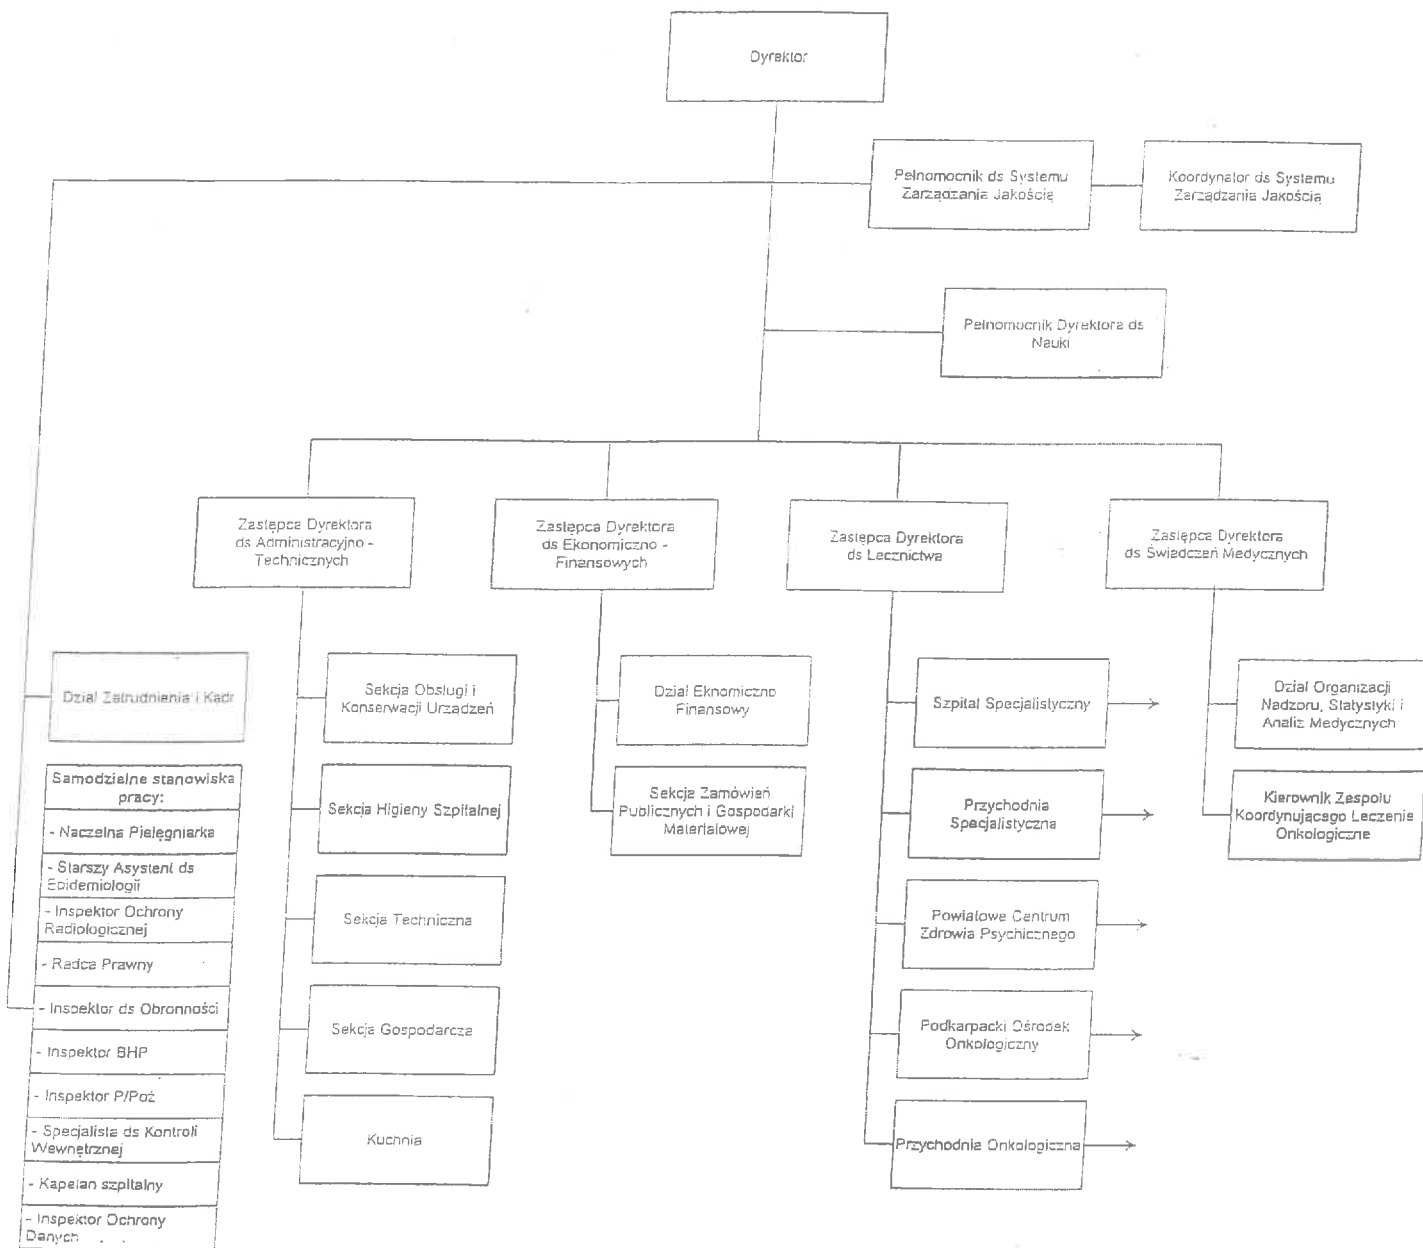 Dyrektor
Pełnomocnik ds Systemu
Zarządzania Jakością
Koordynator ds Systemu
Zarządzania Jakością
Pełnomocnik Dyrektora ds
Nauki
Zastępca Dyrektora
ds Administracyjno -
Technicznych
Zastępca Dyrektora
ds Ekonomiczno -
Finansowych
Zastępca Dyrektora
ds Lecznictwa
Zastępca Dyrektora
ds Świadczeń Medycznych
Dział Zatrudnienia i Kadr
Samodzielne stanowiska
pracy:
- Naczelna Pielęgniarka
- Starszy Asystent ds
Epidemiologii
- Inspektor Ochrony
Radiologicznej
- Radca Prawny
- Inspektor ds Obronności
- Inspektor BHP
- Inspektor P/Poż
- Specjalista ds Kontroli
Wewnętrznej
- Kapelan szpitalny
- Inspektor Ochrony
Danych
Sekcja Obsługi i
Konserwacji Urządzeń
Sekcja Higieny Szpitalnej
Sekcja Techniczna
Sekcja Gospodarcza
Kuchnia
Dział Eknomiczno
Finansowy
Sekcja Zamówień
Publicznych i Gospodarki
Materiałowej
Szpital Specjalistyczny
Przychodnia
Specjalistyczna
Powiatowe Centrum
Zdrowia Psychicznego
Podkarpacki Ośrodek
Onkologiczny
Przychodnia Onkologiczna
Dział Organizacji
Nadzoru, Statystyki i
Analiz Medycznych
Kierownik Zespołu
Koordynującego Leczenie
Onkologiczne